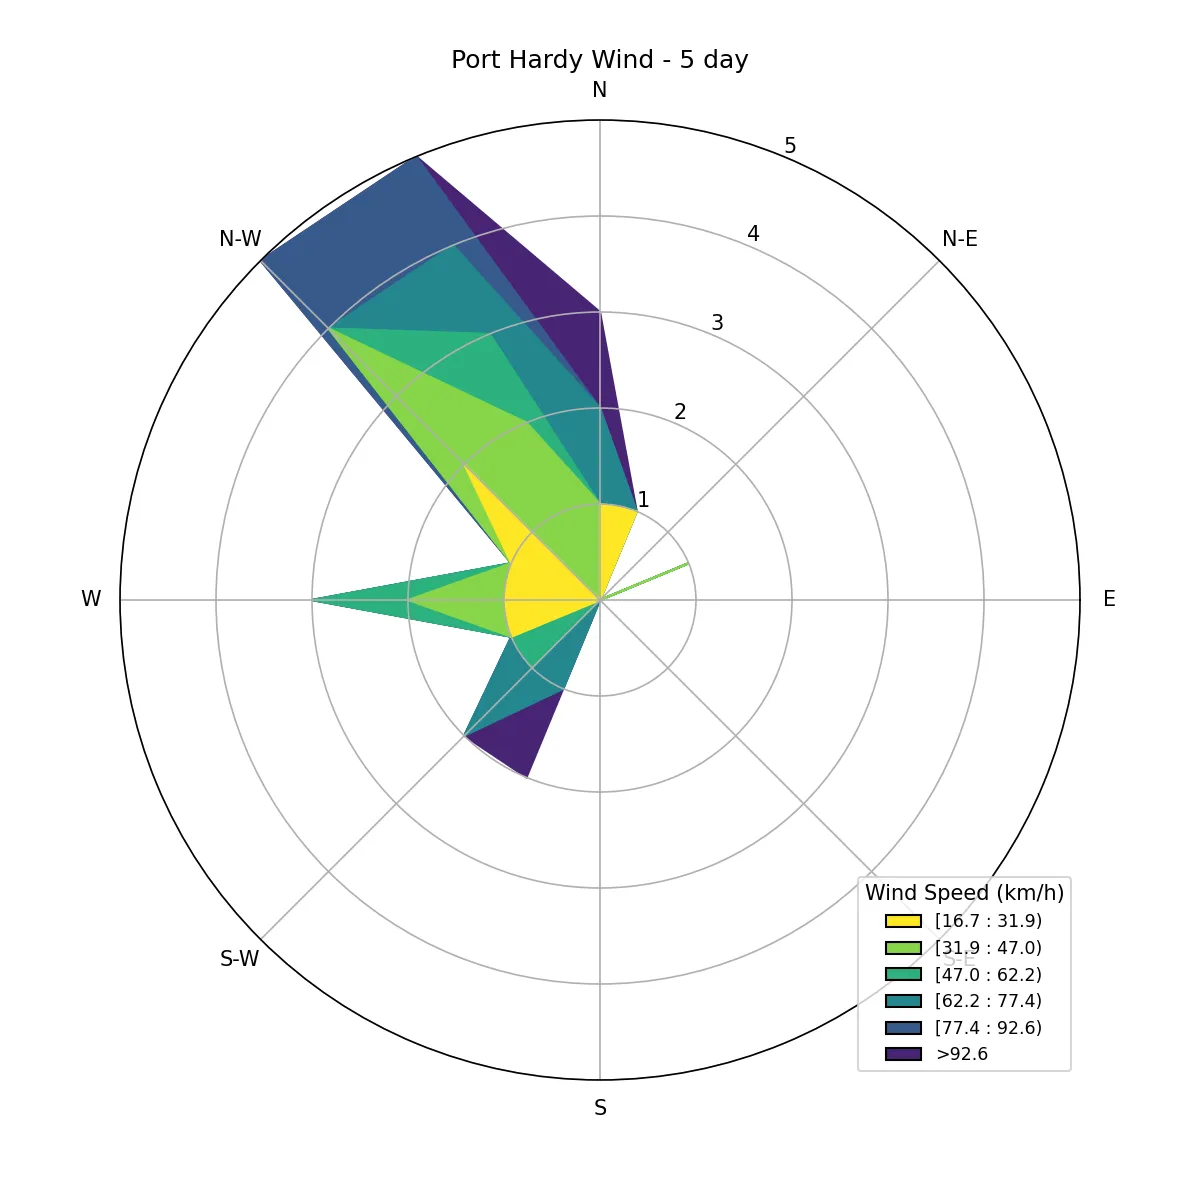 Port Hardy Wind - 5 day
N
5
N-W
N-E
4
3
2
1
W
E
S-W
S-E
S
Wind Speed (km/h)
[16.7 : 31.9)
[31.9 : 47.0)
[47.0 : 62.2)
[62.2 : 77.4)
[77.4 : 92.6)
>92.6